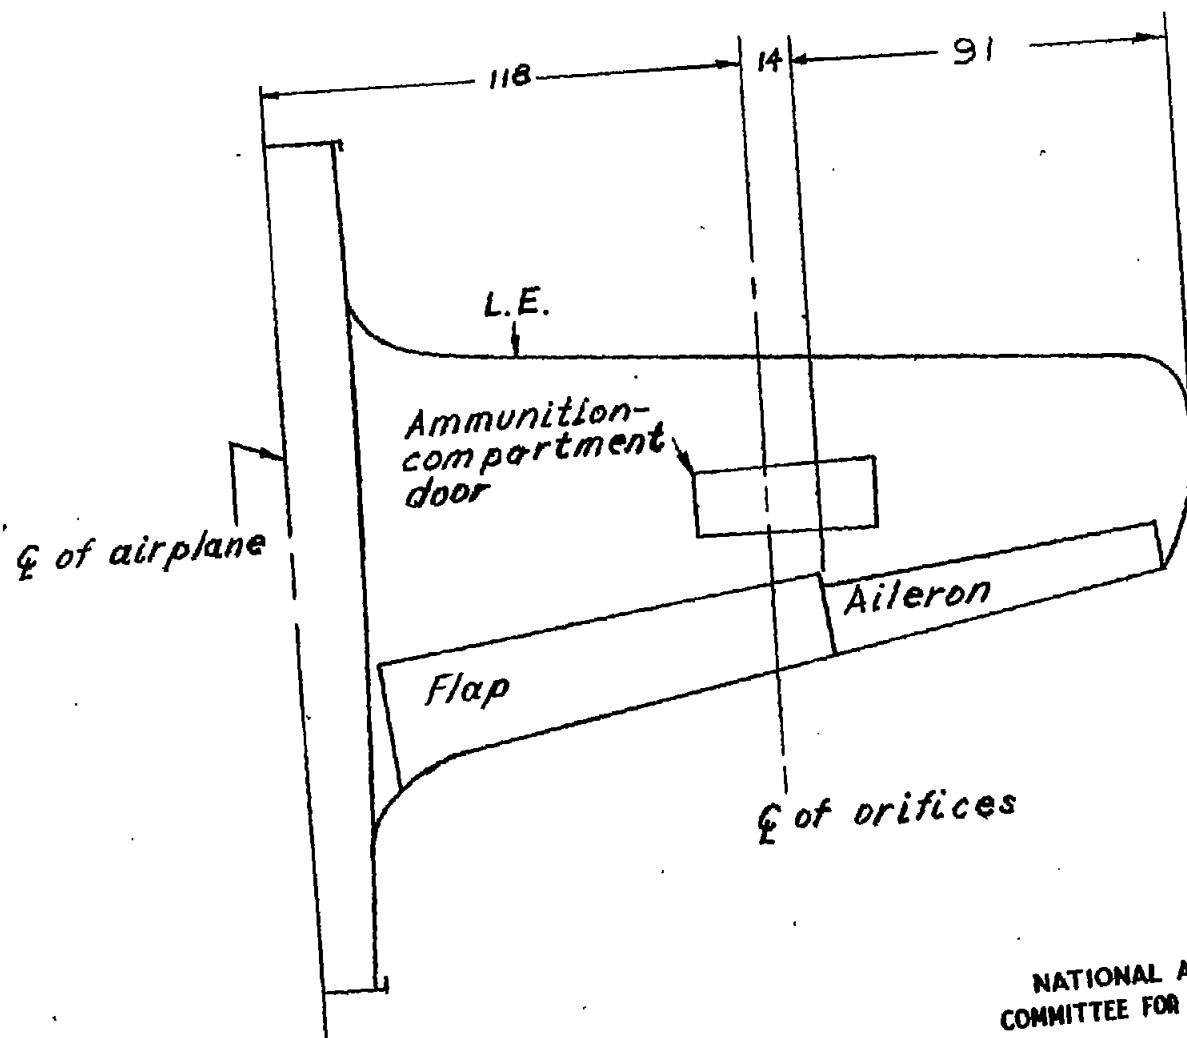 118
14
91
L.E.
Ammunition-
compartment
door
℄ of airplane
Aileron
Flap
℄ of orifices
NATIONAL A
COMMITTEE FOR